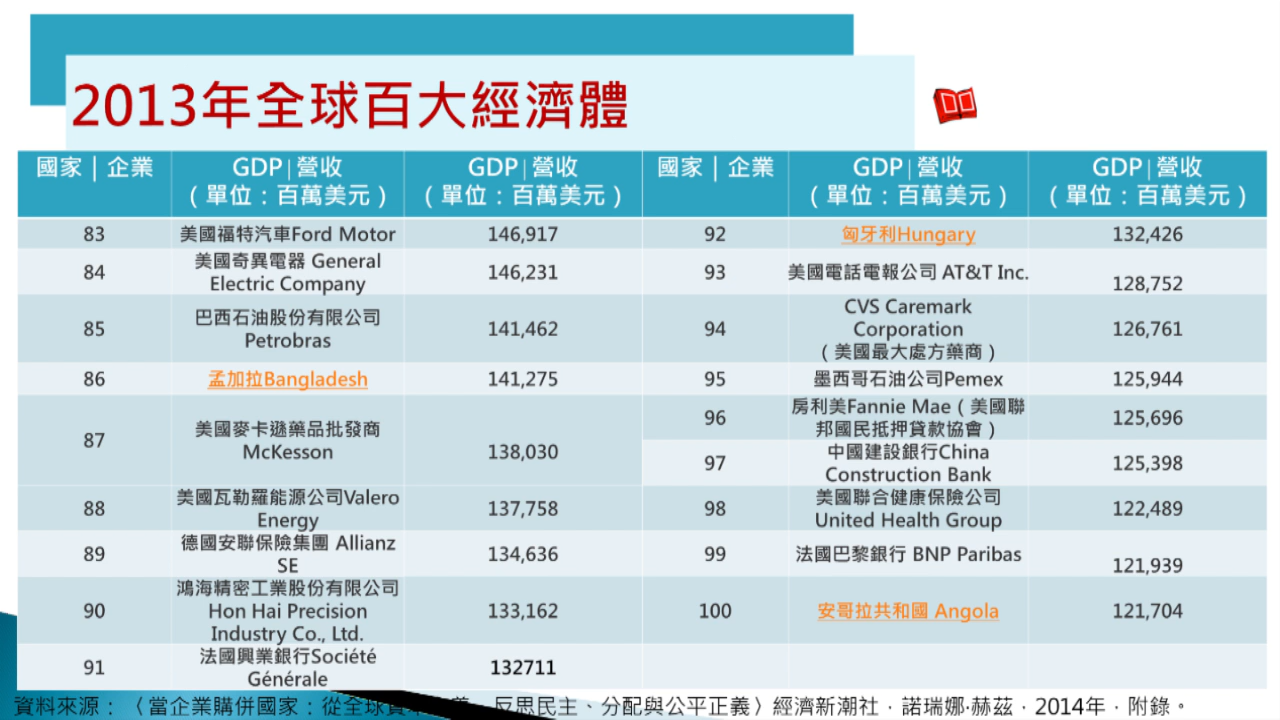 2013年全球百大經濟體
國家｜企業 GDP|營收 GDP|營收 國家｜企業 GDP|營收 GDP|營收
（單位：百萬美元） （單位：百萬美元） （單位：百萬美元） （單位：百萬美元）
83 美國福特汽車Ford Motor 146,917
84 美國奇異電器 General
Electric Company 146,231
85 巴西石油股份有限公司
Petrobras 141,462
86 孟加拉Bangladesh 141,275
87 美國麥卡遜藥品批發商
McKesson 138,030
88 美國瓦勒羅能源公司Valero
Energy 137,758
89 德國安聯保險集團 Allianz
SE 134,636
90 鴻海精密工業股份有限公司
Hon Hai Precision
Industry Co., Ltd. 133,162
91 法國興業銀行Société
Générale 132711
92 匈牙利Hungary 132,426
93 美國電話電報公司 AT&T Inc. 128,752
94 CVS Caremark
Corporation
（美國最大處方藥商） 126,761
95 墨西哥石油公司Pemex 125,944
96 房利美Fannie Mae（美國聯
邦國民抵押貸款協會） 125,696
97 中國建設銀行China
Construction Bank 125,398
98 美國聯合健康保險公司
United Health Group 122,489
99 法國巴黎銀行 BNP Paribas 121,939
100 安哥拉共和國 Angola 121,704
資料來源：〈當企業購併國家：從全球資 反思民主、分配與公平正義〉經濟新潮社．諾瑞娜·赫茲．2014年．附錄。